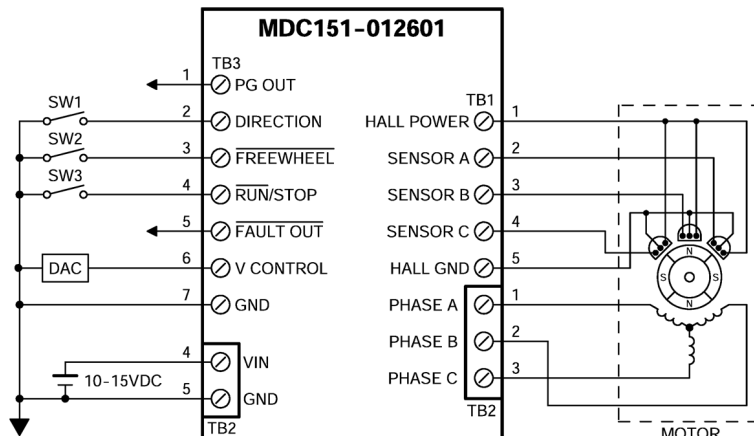 MDC151-012601
TB3
1 PG OUT
SW1
2 DIRECTION
SW2
3 FREEWHEEL
SW3
4 RUN/STOP
5 FAULT OUT
DAC
6 V CONTROL
7 GND
10-15VDC
4 VIN
5 GND
TB2
TB1
HALL POWER 1
SENSOR A 2
SENSOR B 3
SENSOR C 4
HALL GND 5
PHASE A 1
PHASE B 2
PHASE C 3
TB2
N
S S
N
MOTOR